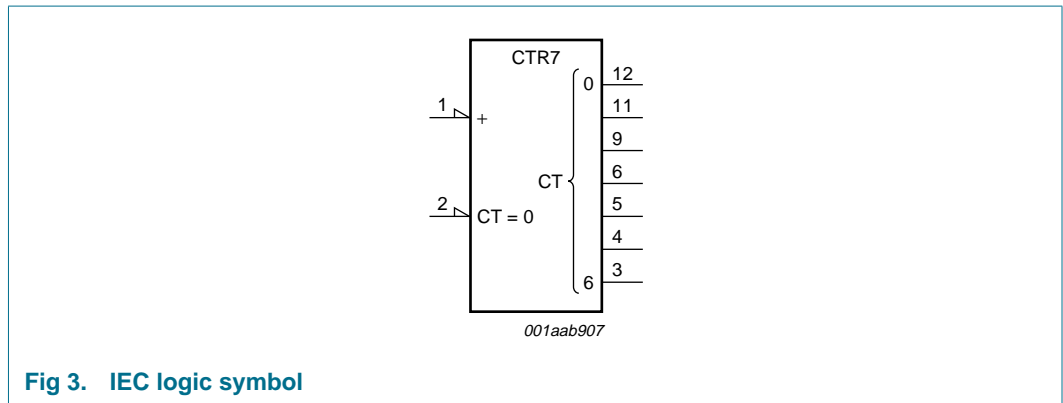 CTR7
0 12
1 11
+
9
CT 6
2 5
CT = 0
4
6 3
001aab907
Fig 3. IEC logic symbol